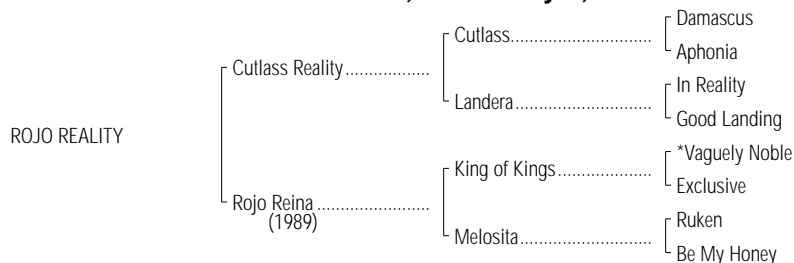 Damascus
Cutlass
Aphonia
Cutlass Reality
In Reality
Landera
Good Landing
ROJO REALITY
*Vaguely Noble
King of Kings
Exclusive
Rojo Reina
(1989)
Ruken
Melosita
Be My Honey